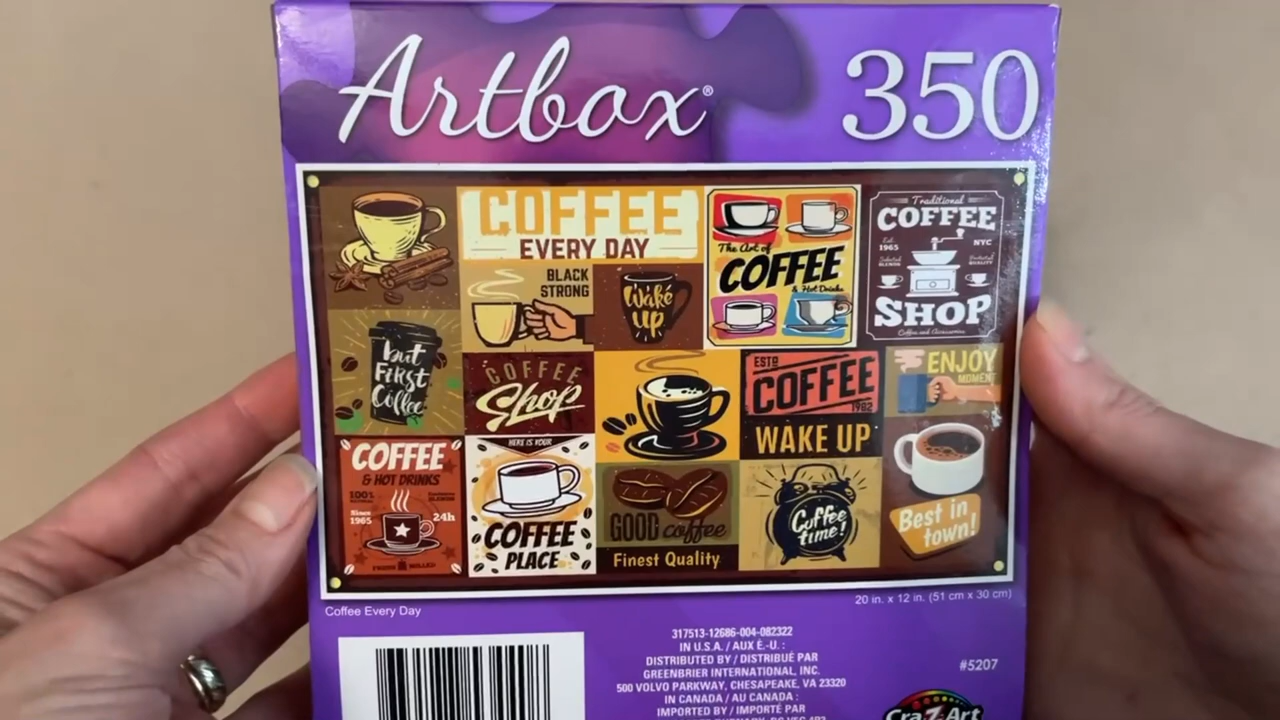 Artbox®
350
COFFEE
EVERY DAY
BLACK
STRONG
Wake
UP
The Art of
COFFEE
& Hot Drinks
Traditional
COFFEE
Est.
1965
NYC
SHOP
Coffee and Accessories
but
First
Coffee
COFFEE
Shop
ESTD
COFFEE
1982
WAKE UP
ENJOY
MOMENT
COFFEE
& HOT DRINKS
100%
Since
1965
24h
HERE IS YOUR
COFFEE
PLACE
GOOD coffee
Finest Quality
Coffee
time!
Best in
town!
Coffee Every Day
20 in. x 12 in. (51 cm x 30 cm)
317513-12686-004-082322
IN U.S.A. / AUX É.-U. :
DISTRIBUTED BY / DISTRIBUÉ PAR
GREENBRIER INTERNATIONAL, INC.
500 VOLVO PARKWAY, CHESAPEAKE, VA 23320
IN CANADA / AU CANADA :
IMPORTED BY / IMPORTÉ PAR
#5207
Cra-Z-Art